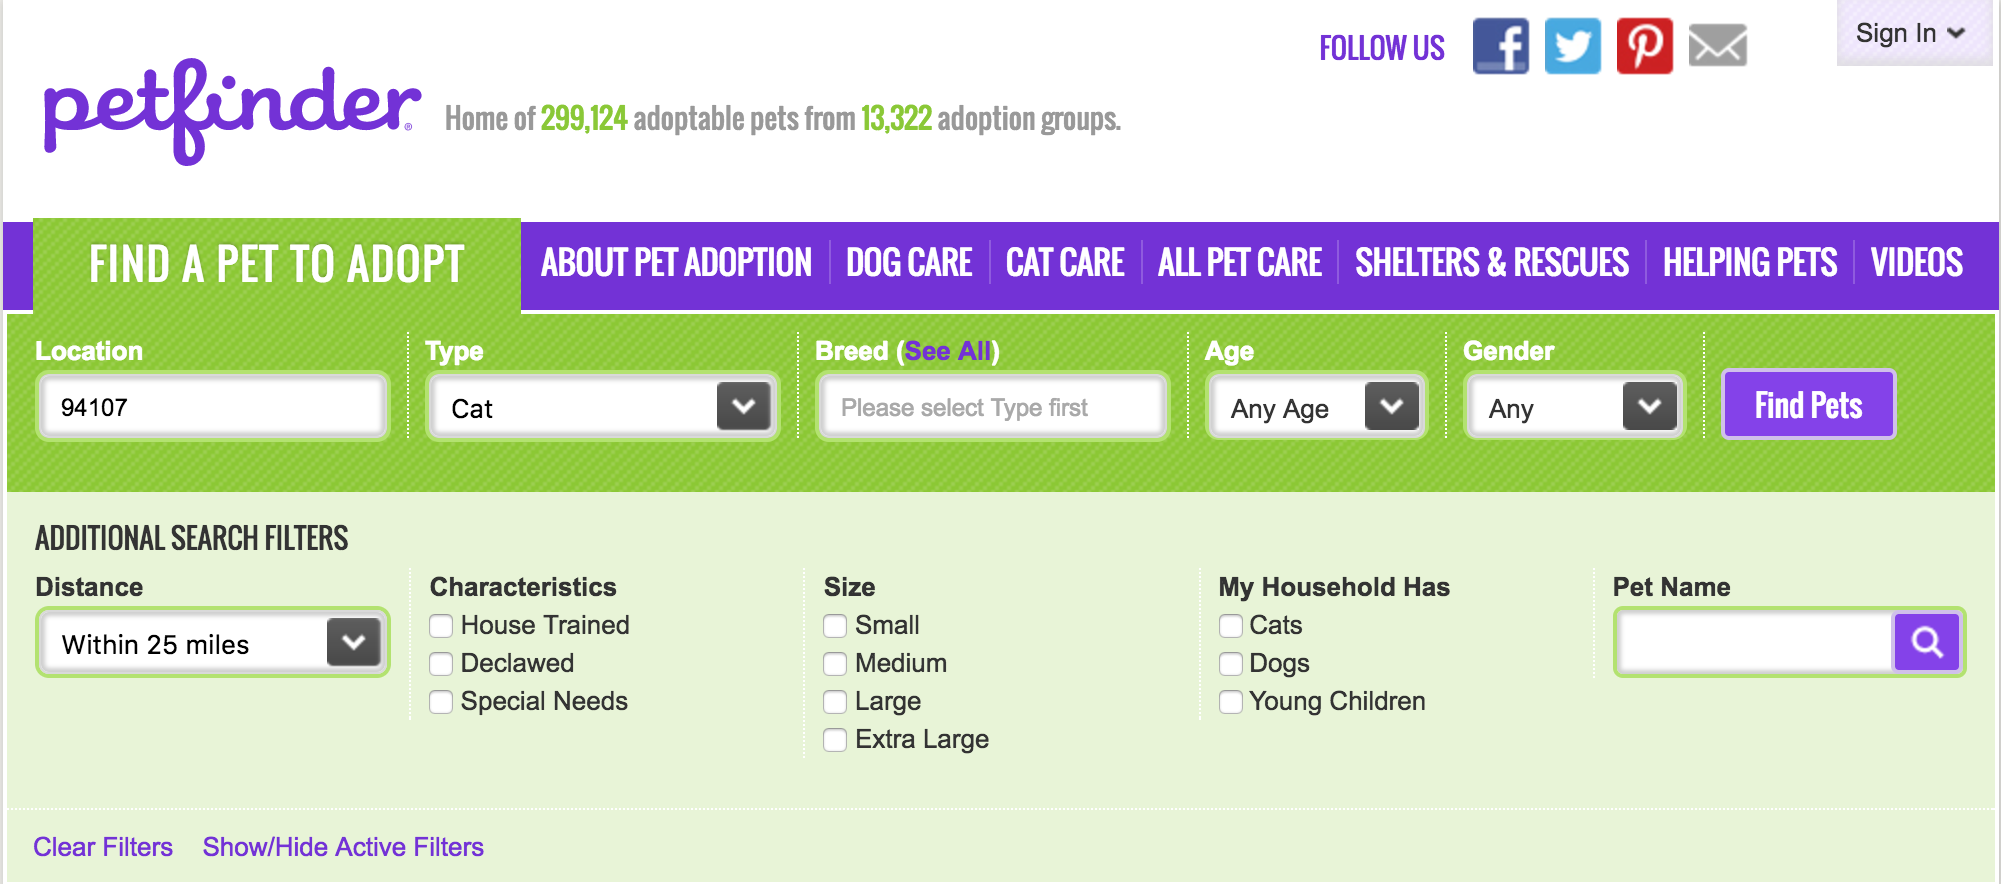 FOLLOW US
Sign In
petfinder®
Home of 299,124 adoptable pets from 13,322 adoption groups.
FIND A PET TO ADOPT ABOUT PET ADOPTION DOG CARE CAT CARE ALL PET CARE SHELTERS & RESCUES HELPING PETS VIDEOS
Location Type Breed (See All) Age Gender
94107 Cat Please select Type first Any Age Any Find Pets
ADDITIONAL SEARCH FILTERS
Distance
Within 25 miles
Characteristics
House Trained
Declawed
Special Needs
Size
Small
Medium
Large
Extra Large
My Household Has
Cats
Dogs
Young Children
Pet Name
Clear Filters Show/Hide Active Filters